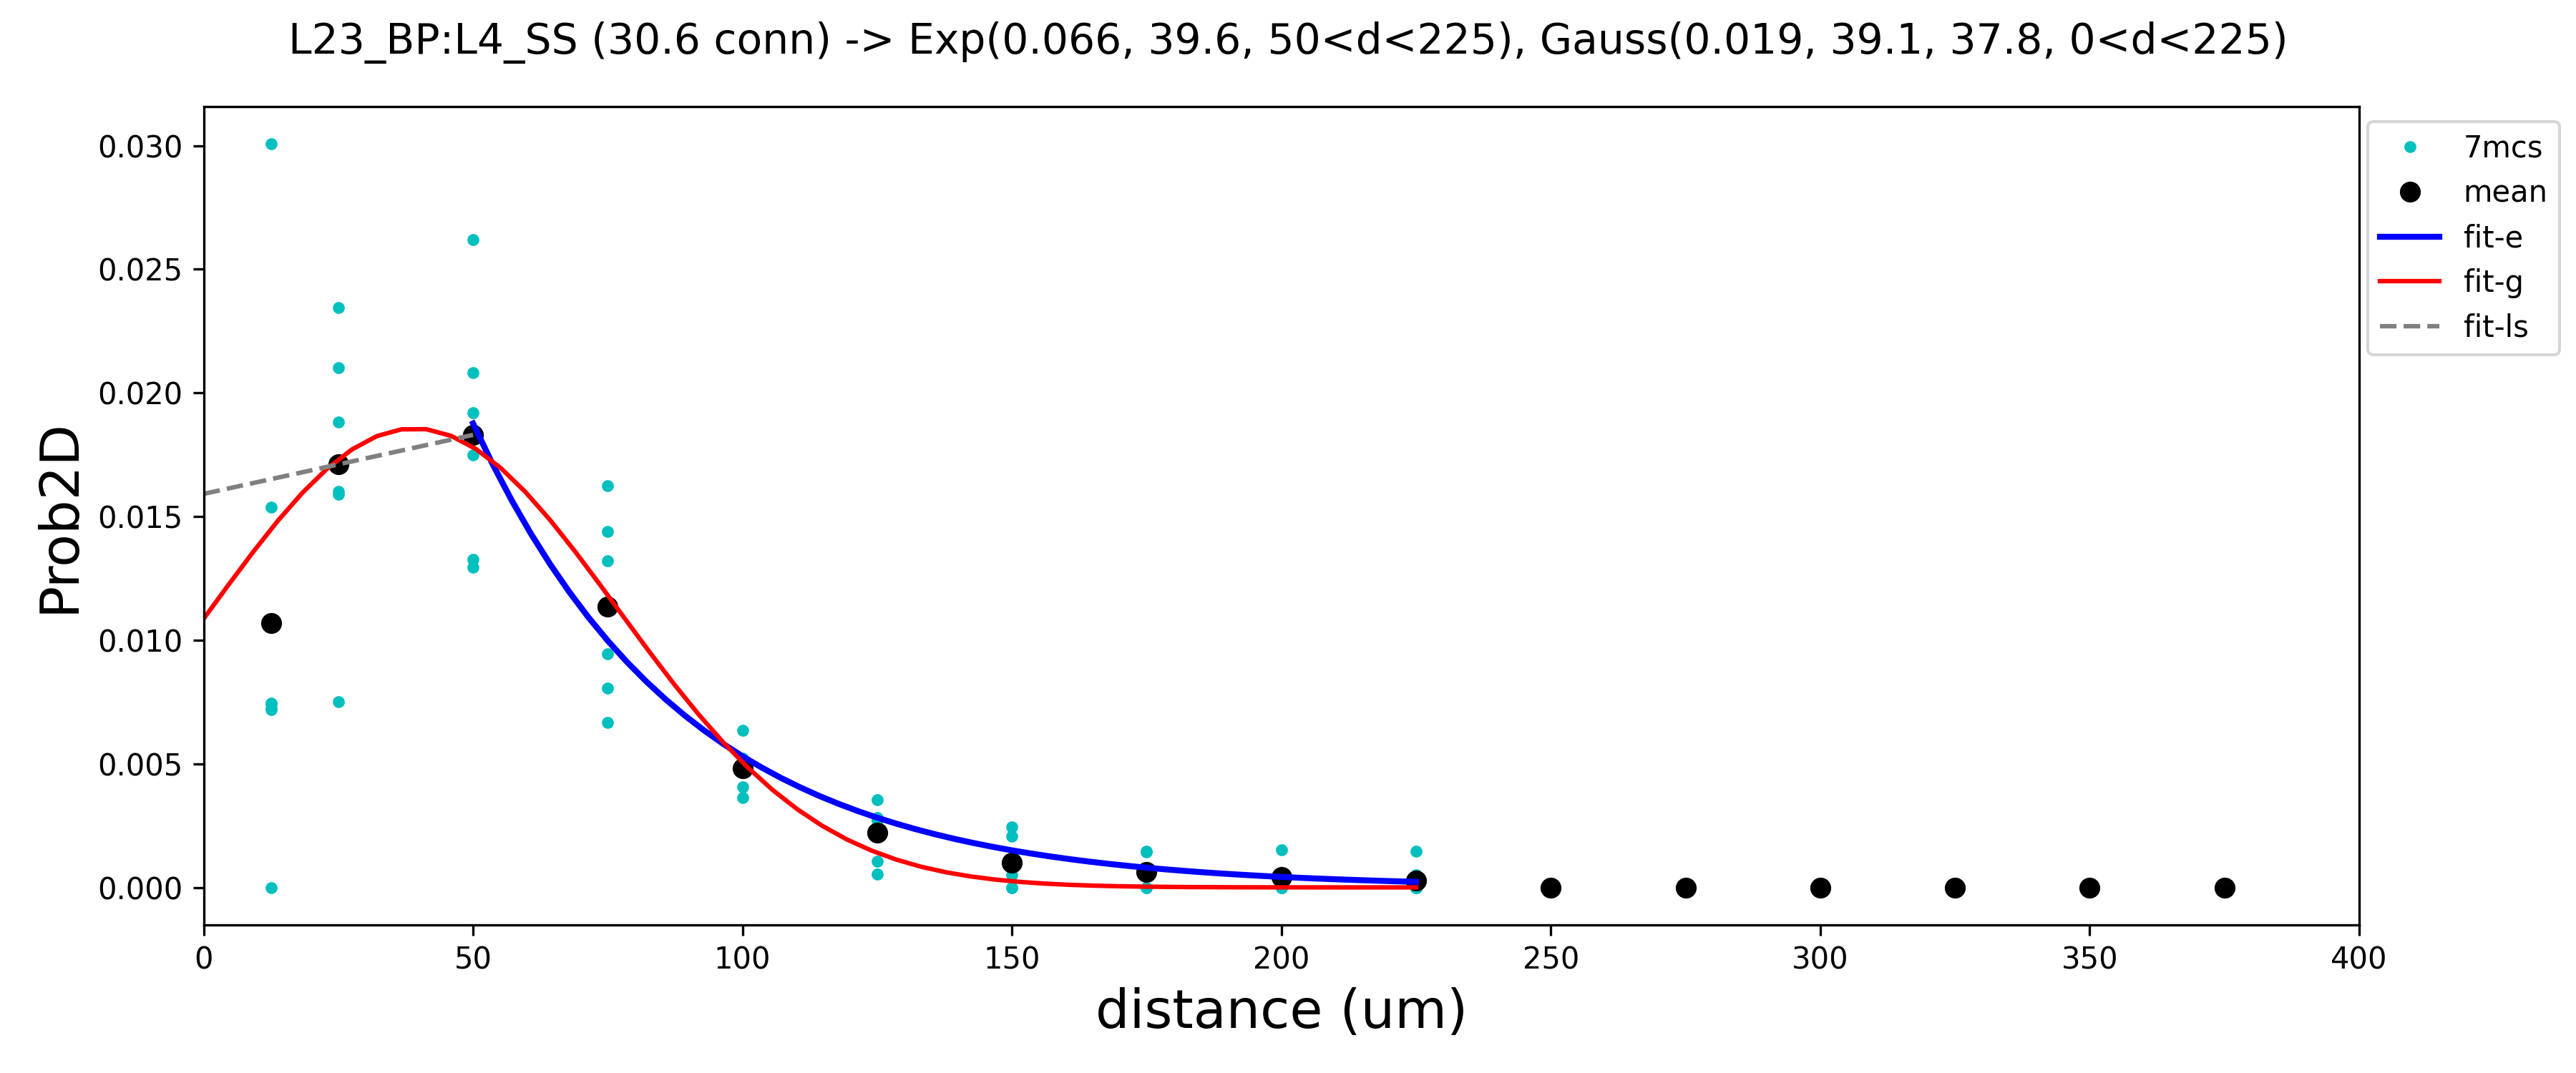 L23_BP:L4_SS (30.6 conn) -> Exp(0.066, 39.6, 50<d<225), Gauss(0.019, 39.1, 37.8, 0<d<225)
0.030
0.025
0.020
0.015
0.010
0.005
0.000
Prob2D
0 50 100 150 200 250 300 350 400
distance (um)
7mcs
mean
fit-e
fit-g
fit-ls